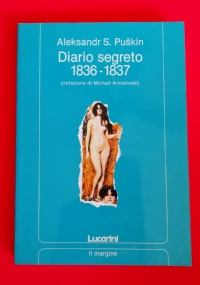 Aleksandr S. Puškin
Diario segreto
1836-1837
prefazione di Michail Armalinskij
Lucarini
Il margine